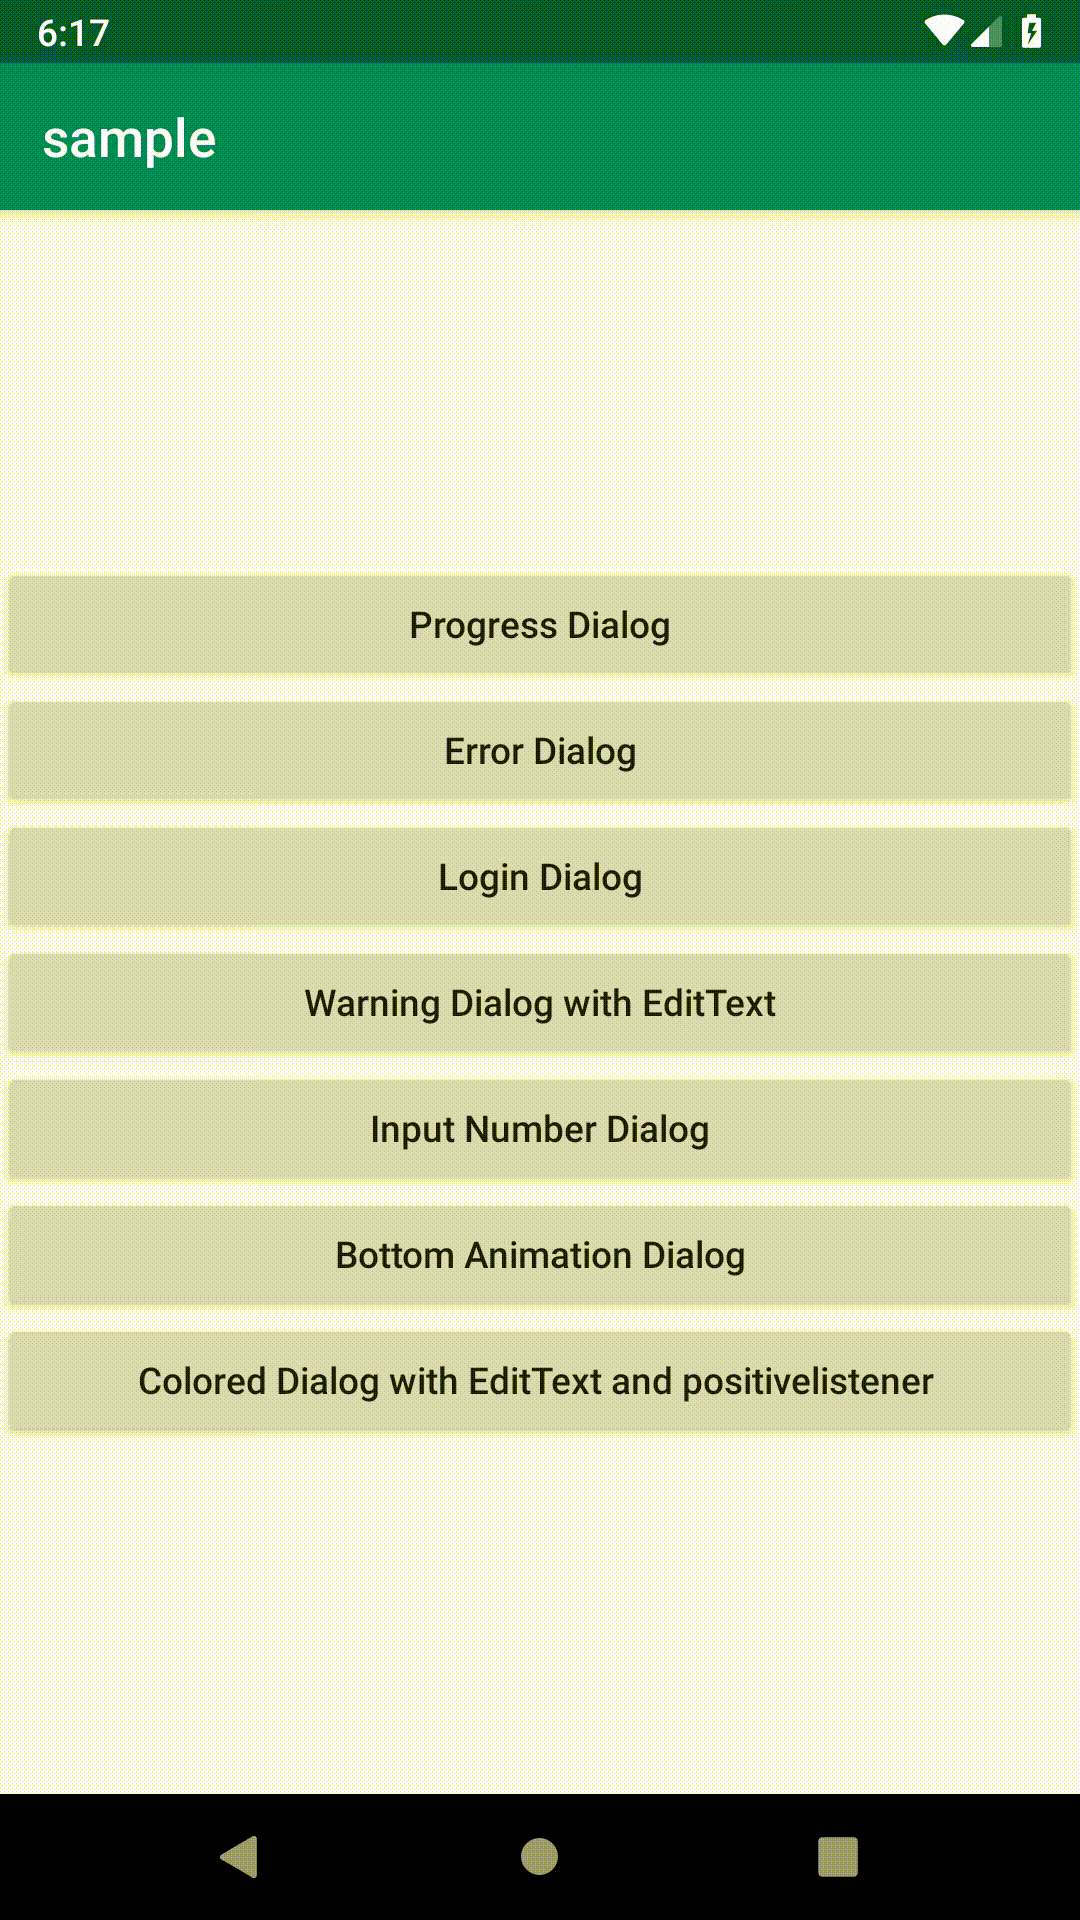 6:17
sample
Progress Dialog
Error Dialog
Login Dialog
Warning Dialog with EditText
Input Number Dialog
Bottom Animation Dialog
Colored Dialog with EditText and positivelistener